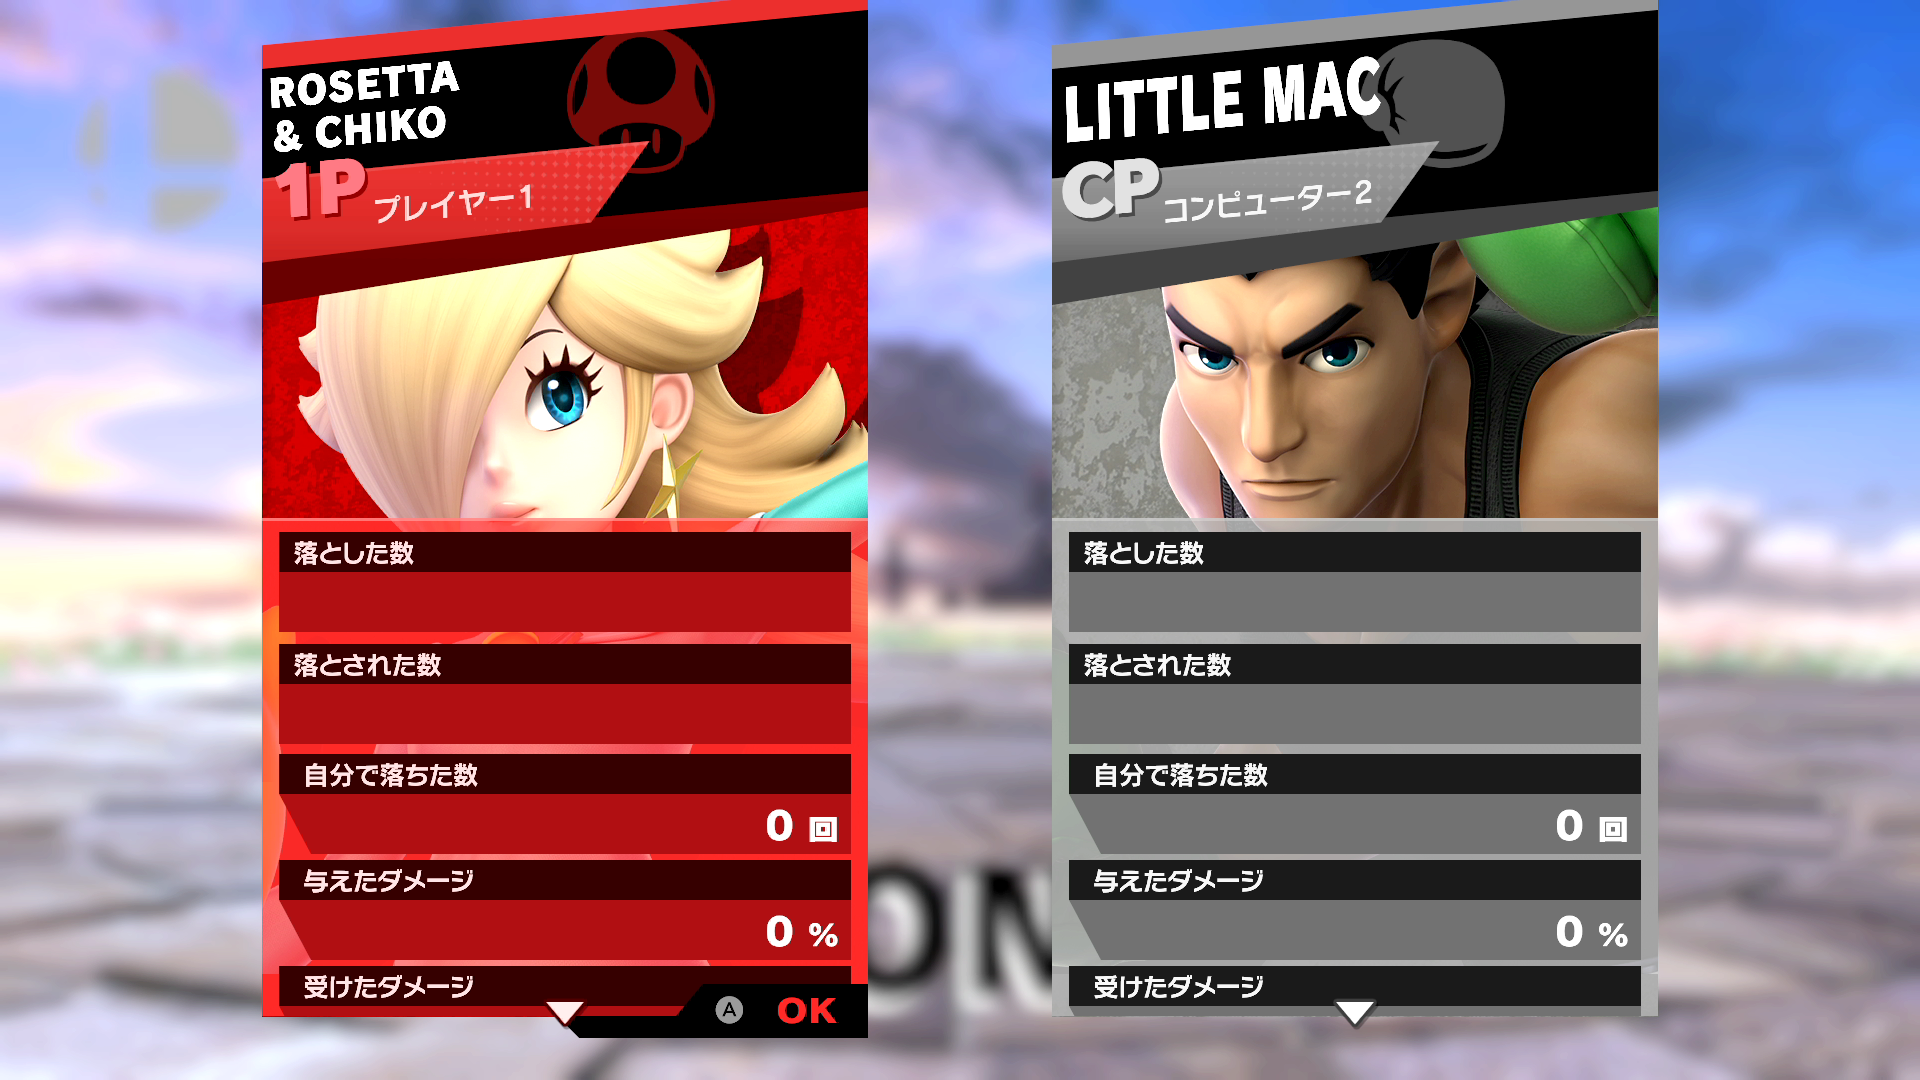 ROSETTA
& CHIKO
1P プレイヤー1
落とした数
落とされた数
自分で落ちた数
0 回
与えたダメージ
0 %
受けたダメージ
A OK
LITTLE MAC
CP コンピューター2
落とした数
落とされた数
自分で落ちた数
0 回
与えたダメージ
0 %
受けたダメージ